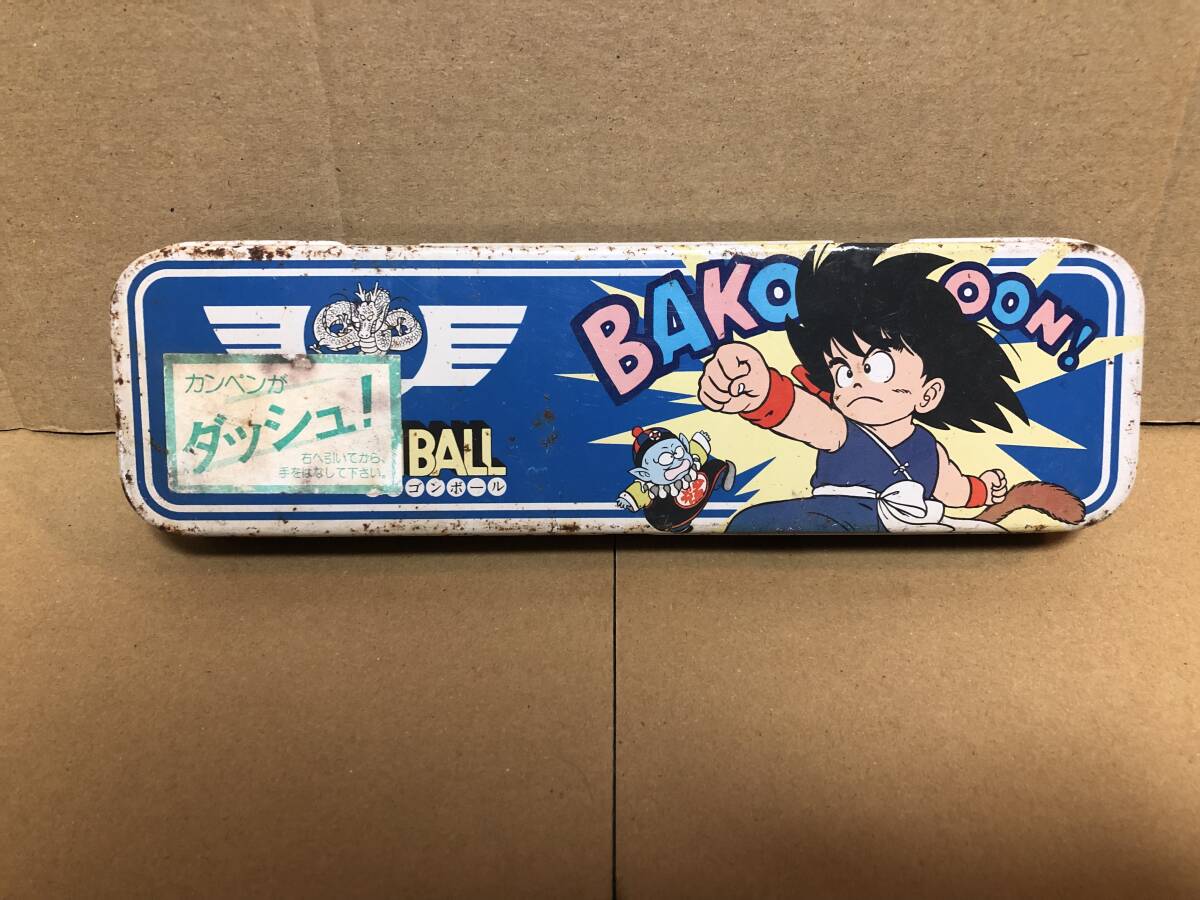 カンペンが
ダッシュ!
右へ引いてから、
手をはなして下さい。
BALL
ゴンボール
BAKO OON!